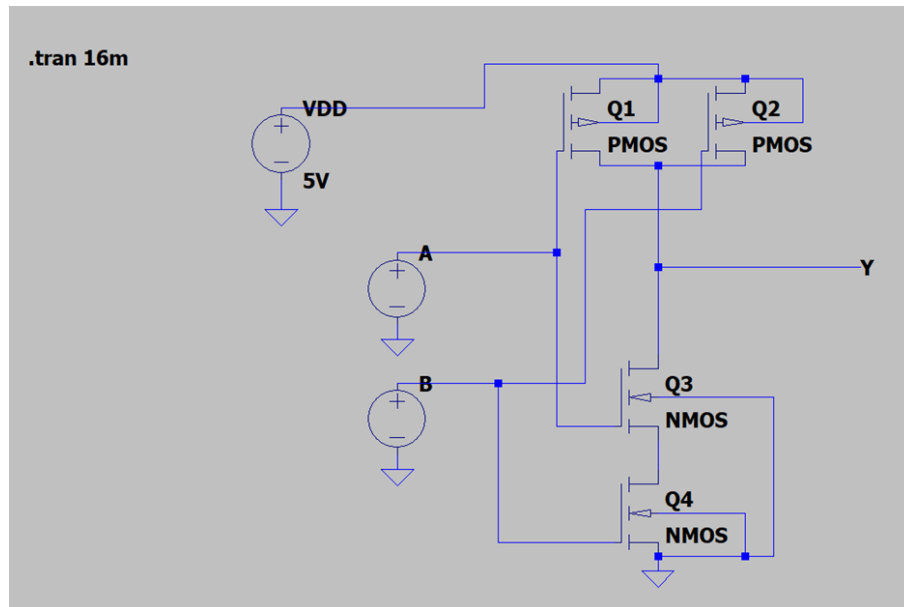 .tran 16m
VDD
5V
Q1
PMOS
Q2
PMOS
A
Y
B
Q3
NMOS
Q4
NMOS